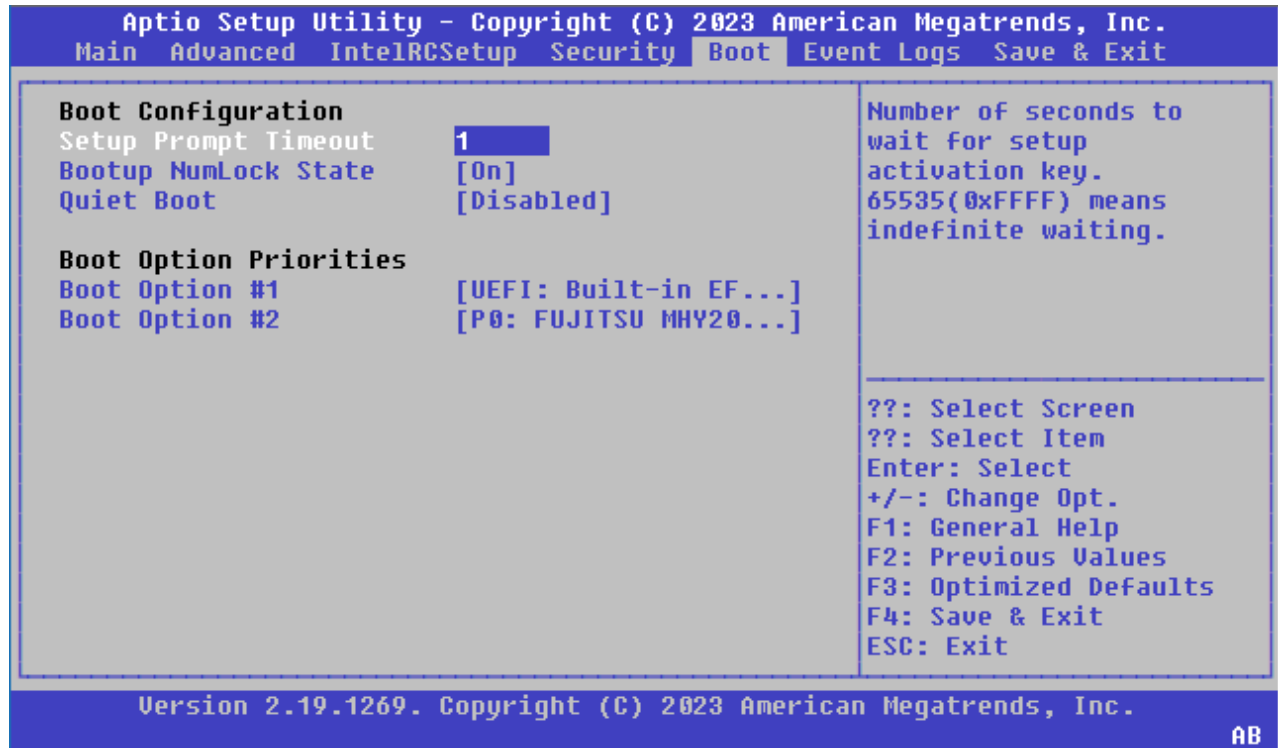 Aptio Setup Utility – Copyright (C) 2023 American Megatrends, Inc.
Main Advanced IntelRCSetup Security Boot Event Logs Save & Exit
Boot Configuration
Setup Prompt Timeout 1
Bootup NumLock State [On]
Quiet Boot [Disabled]
Boot Option Priorities
Boot Option #1 [UEFI: Built-in EF...]
Boot Option #2 [P0: FUJITSU MHY20...]
Number of seconds to
wait for setup
activation key.
65535(0xFFFF) means
indefinite waiting.
??: Select Screen
??: Select Item
Enter: Select
+/-: Change Opt.
F1: General Help
F2: Previous Values
F3: Optimized Defaults
F4: Save & Exit
ESC: Exit
Version 2.19.1269. Copyright (C) 2023 American Megatrends, Inc.
AB